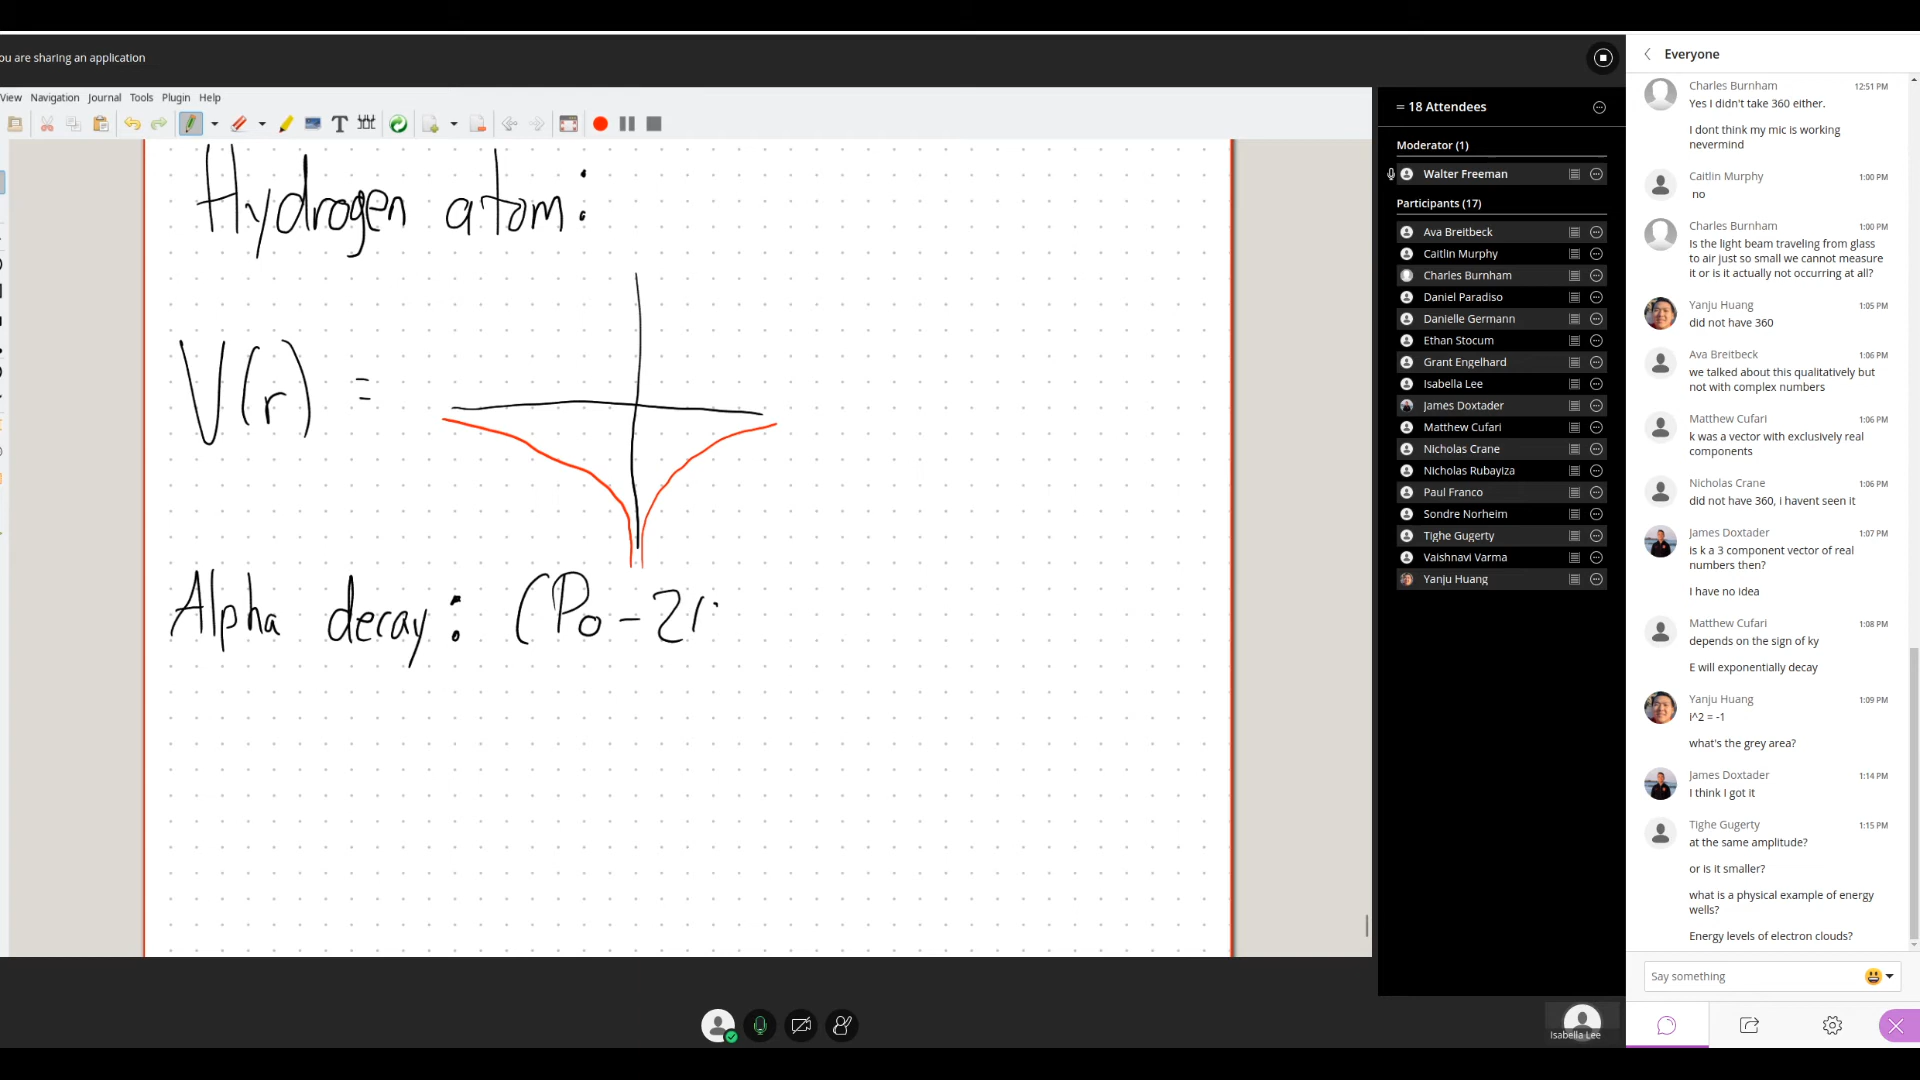 ou are sharing an application
View Navigation Journal Tools Plugin Help
Hydrogen atom:
V(r) =
Alpha decay: (Po - 21
18 Attendees
Moderator (1)
Walter Freeman
Participants (17)
Ava Breitbeck
Caitlin Murphy
Charles Burnham
Daniel Paradiso
Danielle Germann
Ethan Stocum
Grant Engelhard
Isabella Lee
James Doxtader
Matthew Cufari
Nicholas Crane
Nicholas Rubayiza
Paul Franco
Sondre Norheim
Tighe Gugerty
Vaishnavi Varma
Yanju Huang
Isabella Lee
Everyone
Charles Burnham 12:51 PM
Yes I didn't take 360 either.
I dont think my mic is working
nevermind
Caitlin Murphy 1:00 PM
no
Charles Burnham 1:00 PM
Is the light beam traveling from glass
to air just so small we cannot measure
it or is it actually not occurring at all?
Yanju Huang 1:05 PM
did not have 360
Ava Breitbeck 1:06 PM
we talked about this qualitatively but
not with complex numbers
Matthew Cufari 1:06 PM
k was a vector with exclusively real
components
Nicholas Crane 1:06 PM
did not have 360, i havent seen it
James Doxtader 1:07 PM
is k a 3 component vector of real
numbers then?
I have no idea
Matthew Cufari 1:08 PM
depends on the sign of ky
E will exponentially decay
Yanju Huang 1:09 PM
i^2 = -1
what's the grey area?
James Doxtader 1:14 PM
I think I got it
Tighe Gugerty 1:15 PM
at the same amplitude?
or is it smaller?
what is a physical example of energy
wells?
Energy levels of electron clouds?
Say something